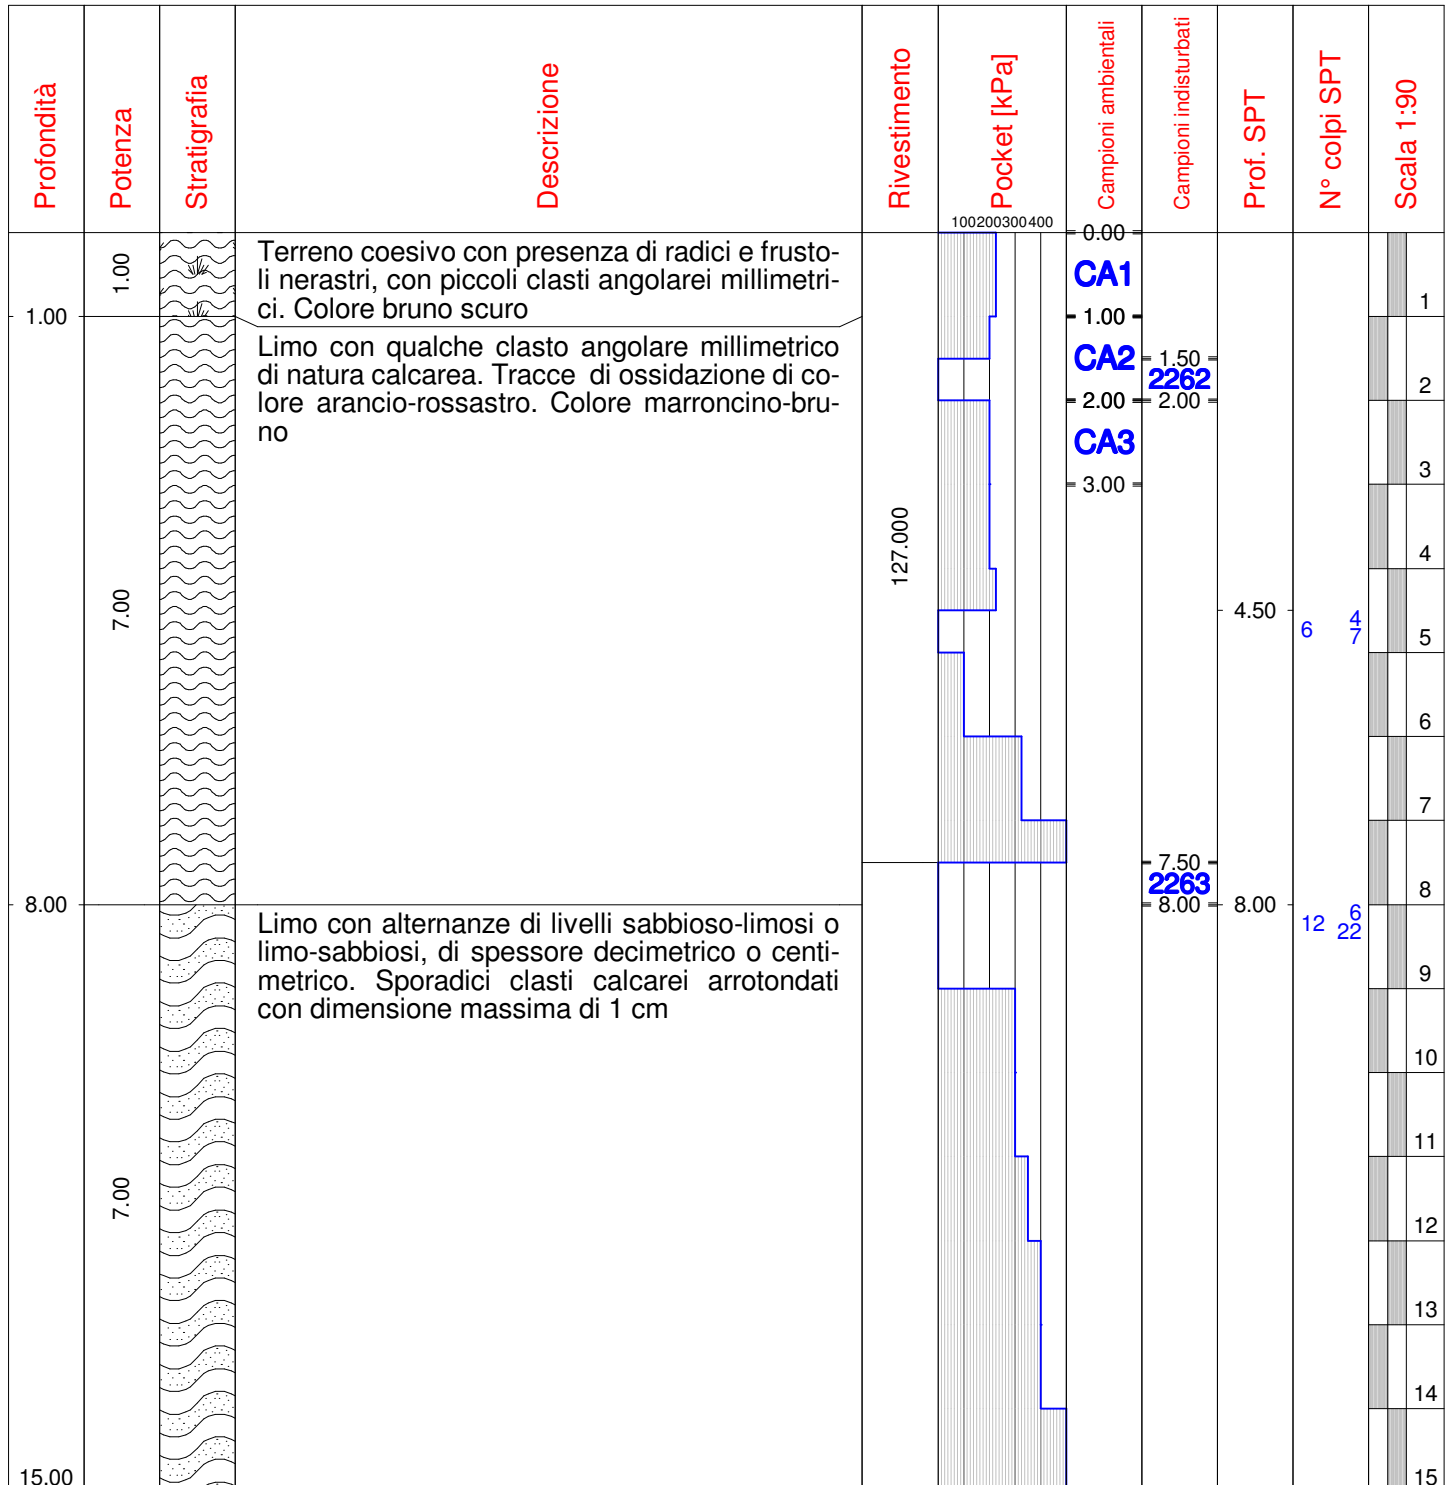 Profondità
Potenza
Stratigrafia
Descrizione
Rivestimento
Pocket [kPa]
Campioni ambientali
Campioni indisturbati
Prof. SPT
N° colpi SPT
Scala 1:90
100 200 300 400
0.00
1.00
Terreno coesivo con presenza di radici e frusto-
li nerastri, con piccoli clasti angolarei millimetri-
ci. Colore bruno scuro
CA1
1
1.00
1.00
Limo con qualche clasto angolare millimetrico
di natura calcarea. Tracce di ossidazione di co-
lore arancio-rossastro. Colore marroncino-bru-
no
CA2
1.50
2262
2
2.00
2.00
CA3
3
3.00
127.000
4
7.00
4.50
6
4
7
5
6
7
7.50
2263
8
8.00
8.00
8.00
Limo con alternanze di livelli sabbioso-limosi o
limo-sabbiosi, di spessore decimetrico o centi-
metrico. Sporadici clasti calcarei arrotondati
con dimensione massima di 1 cm
12
6
22
9
10
11
7.00
12
13
14
15.00
15